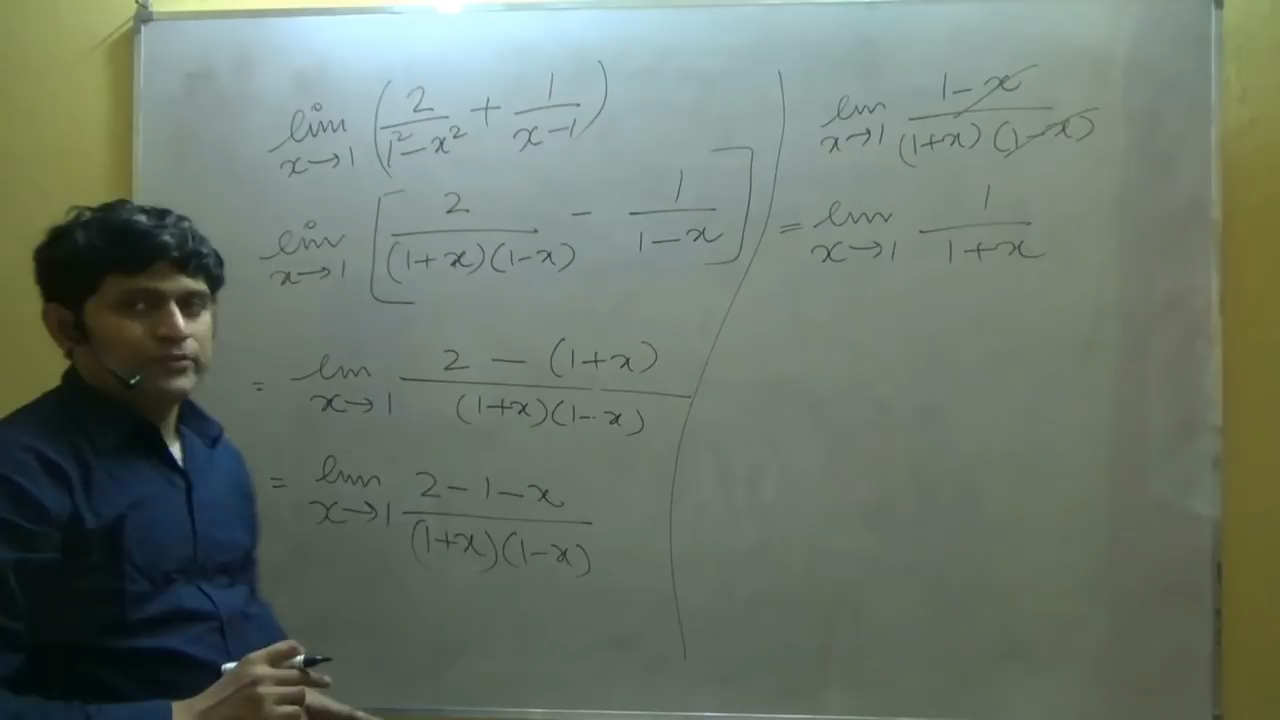 lim x→1 (2/(1²-x²) + 1/(x-1))
lim x→1 [2/((1+x)(1-x)) - 1/(1-x)]
= lim x→1 (2-(1+x))/((1+x)(1-x))
= lim x→1 (2-1-x)/((1+x)(1-x))
lim x→1 (1-x)/((1+x)(1-x))
= lim x→1 1/(1+x)